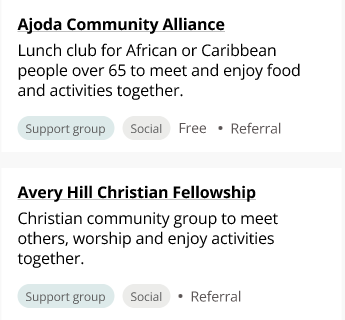 Ajoda Community Alliance
Lunch club for African or Caribbean
people over 65 to meet and enjoy food
and activities together.
Support group Social Free • Referral
Avery Hill Christian Fellowship
Christian community group to meet
others, worship and enjoy activities
together.
Support group Social • Referral